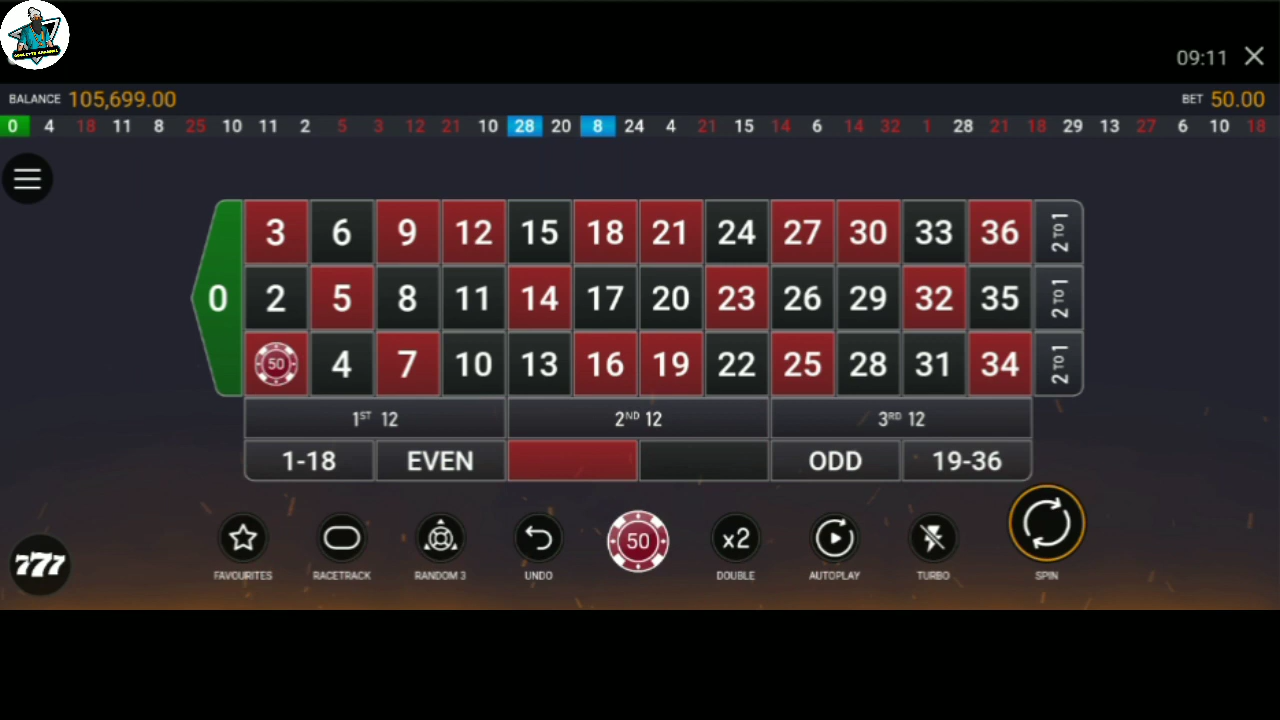 09:11
BALANCE 105,699.00 BET 50.00
0 4 18 11 8 25 10 11 2 5 3 12 21 10 28 20 8 24 4 21 15 14 6 14 32 1 28 21 18 29 13 27 6 10 18
3 6 9 12 15 18 21 24 27 30 33 36 2 TO 1
0 2 5 8 11 14 17 20 23 26 29 32 35 2 TO 1
50 4 7 10 13 16 19 22 25 28 31 34 2 TO 1
1ST 12 2ND 12 3RD 12
1-18 EVEN ODD 19-36
777 50 x2
FAVOURITES RACETRACK RANDOM 3 UNDO DOUBLE AUTOPLAY TURBO SPIN